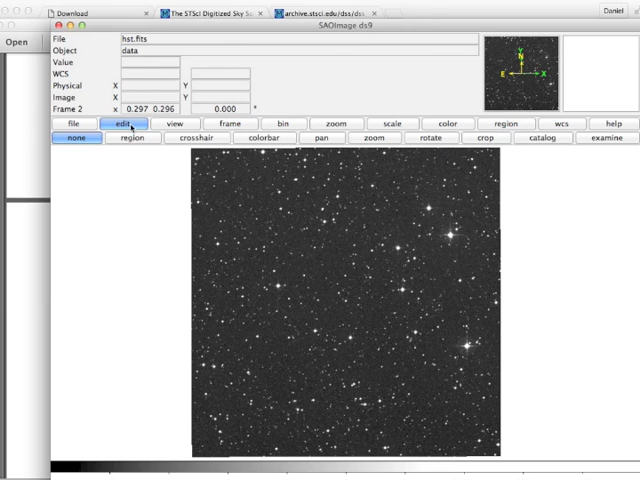 Download × The STScI Digitized Sky Su × archive.stsci.edu/dss/dss × Daniel
SAOImage ds9
Open
File hst.fits
Object data
Value
WCS
Physical X Y
Image X Y
Frame 2 x 0.297 0.296 0.000 °
Y
N
E X
file edit view frame bin zoom scale color region wcs help
none region crosshair colorbar pan zoom rotate crop catalog examine